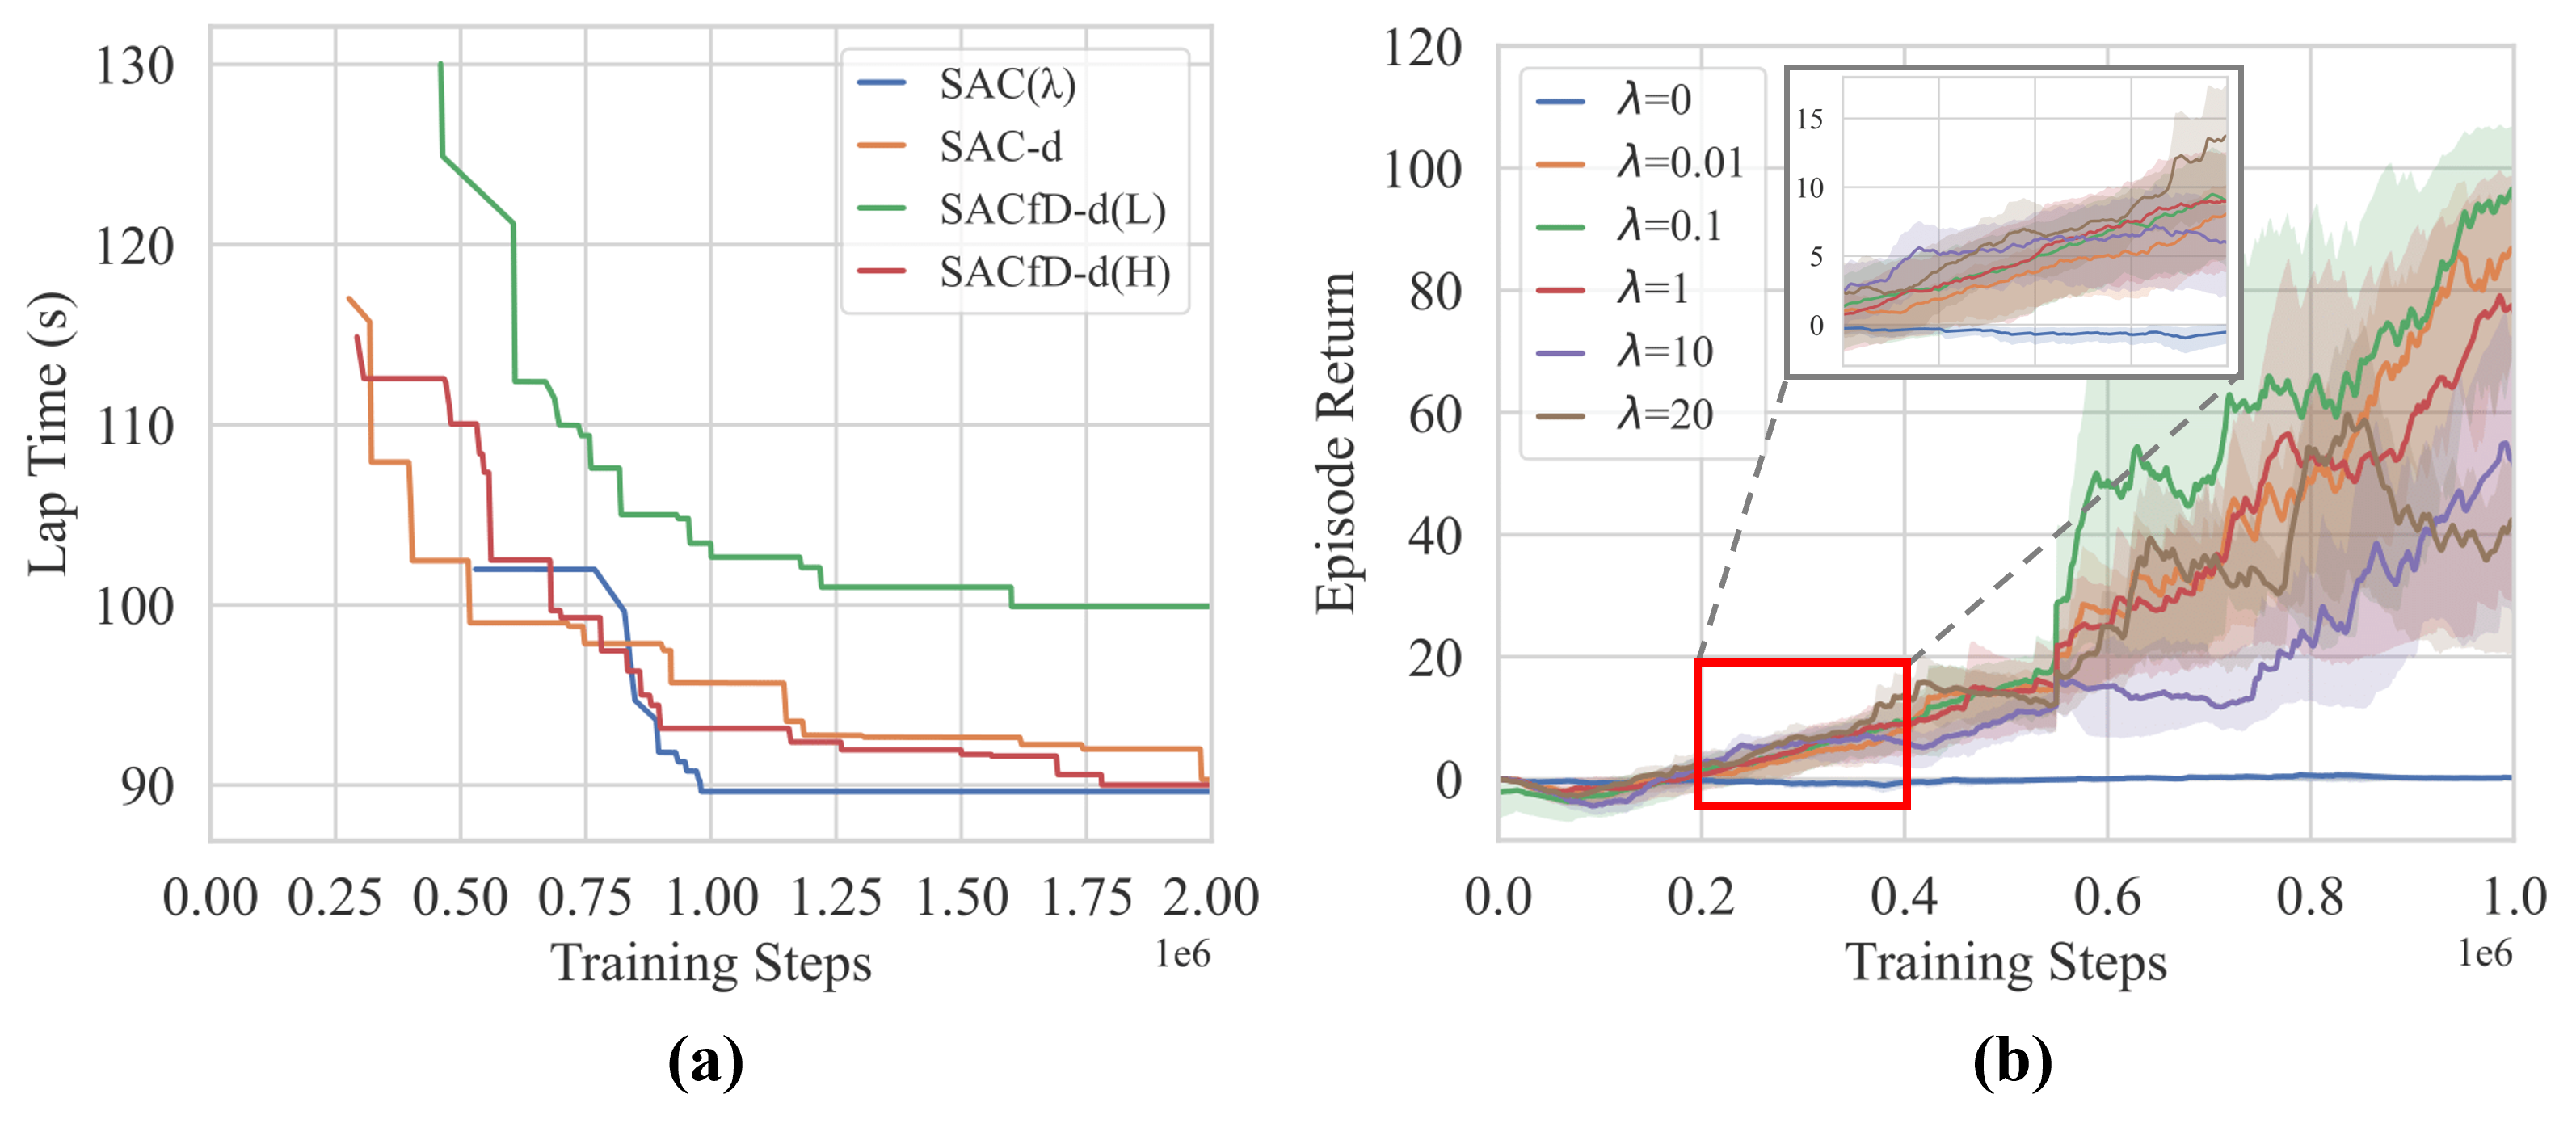 130
120
110
100
90
Lap Time (s)
SAC(λ)
SAC-d
SACfD-d(L)
SACfD-d(H)
0.00 0.25 0.50 0.75 1.00 1.25 1.50 1.75 2.00
Training Steps
1e6
(a)
120
100
80
60
40
20
0
Episode Return
λ=0
λ=0.01
λ=0.1
λ=1
λ=10
λ=20
15
10
5
0
0.0 0.2 0.4 0.6 0.8 1.0
Training Steps
1e6
(b)